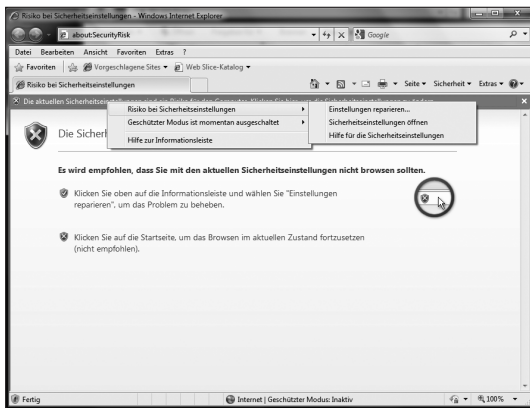 Risiko bei Sicherheitseinstellungen - Windows Internet Explorer
about:SecurityRisk
Google
Datei Bearbeiten Ansicht Favoriten Extras ?
Favoriten Vorgeschlagene Sites Web Slice-Katalog
Risiko bei Sicherheitseinstellungen
Seite Sicherheit Extras
Die aktuellen
Risiko bei Sicherheitseinstellungen
Einstellungen reparieren...
Geschützter Modus ist momentan ausgeschaltet
Sicherheitseinstellungen öffnen
Hilfe zur Informationsleiste
Hilfe für die Sicherheitseinstellungen
Die Sicherh
Es wird empfohlen, dass Sie mit den aktuellen Sicherheitseinstellungen nicht browsen sollten.
Klicken Sie oben auf die Informationsleiste und wählen Sie "Einstellungen
reparieren", um das Problem zu beheben.
Klicken Sie auf die Startseite, um das Browsen im aktuellen Zustand fortzusetzen
(nicht empfohlen).
Fertig
Internet | Geschützter Modus: Inaktiv
100%